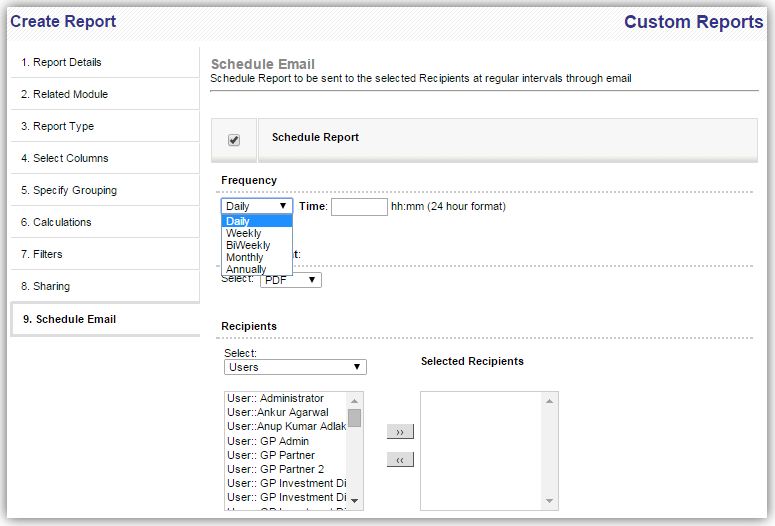 Create Report
Custom Reports
1. Report Details
2. Related Module
3. Report Type
4. Select Columns
5. Specify Grouping
6. Calculations
7. Filters
8. Sharing
9. Schedule Email
Schedule Email
Schedule Report to be sent to the selected Recipients at regular intervals through email
Schedule Report
Frequency
Daily Time: hh:mm (24 hour format)
Daily
Weekly
BiWeekly
Monthly
Annually
Select: PDF
Recipients
Select:
Users
Selected Recipients
User:: Administrator
User::Ankur Agarwal
User::Anup Kumar Adlak
User:: GP Admin
User:: GP Partner
User:: GP Partner 2
User:: GP Investment Di
User:: GP Investment Di
››
‹‹